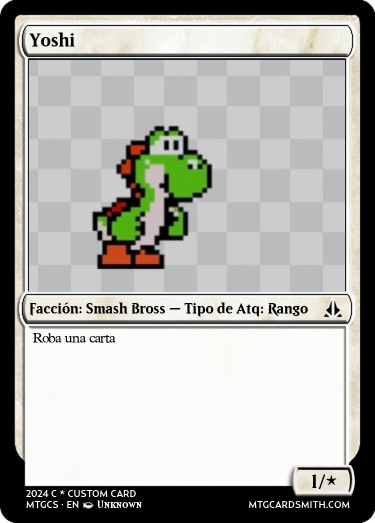 Yoshi
Facción: Smash Bross — Tipo de Atq: Rango
Roba una carta
1/★
2024 C * CUSTOM CARD
MTGCS · EN Unknown
MTGCARDSMITH.COM